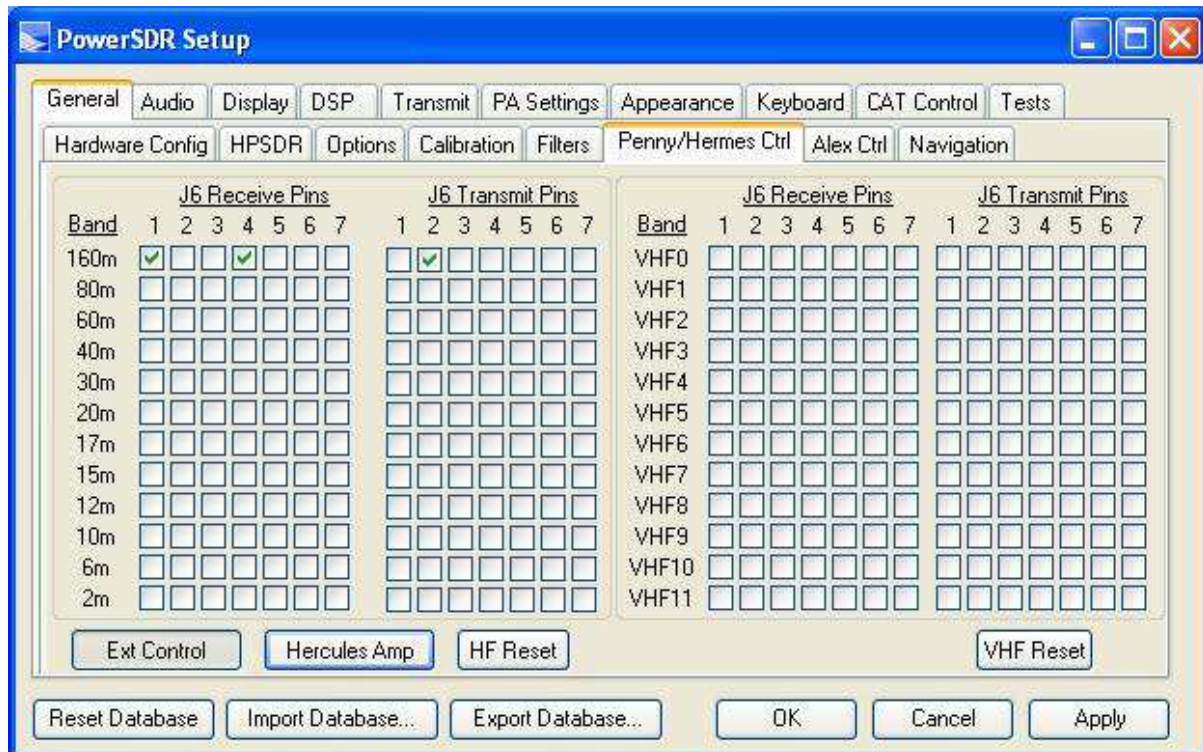 PowerSDR Setup
General Audio Display DSP Transmit PA Settings Appearance Keyboard CAT Control Tests
Hardware Config HPSDR Options Calibration Filters Penny/Hermes Ctrl Alex Ctrl Navigation
J6 Receive Pins J6 Transmit Pins J6 Receive Pins J6 Transmit Pins
Band 1 2 3 4 5 6 7 1 2 3 4 5 6 7 Band 1 2 3 4 5 6 7 1 2 3 4 5 6 7
160m VHF0
80m VHF1
60m VHF2
40m VHF3
30m VHF4
20m VHF5
17m VHF6
15m VHF7
12m VHF8
10m VHF9
6m VHF10
2m VHF11
Ext Control Hercules Amp HF Reset VHF Reset
Reset Database Import Database... Export Database... OK Cancel Apply